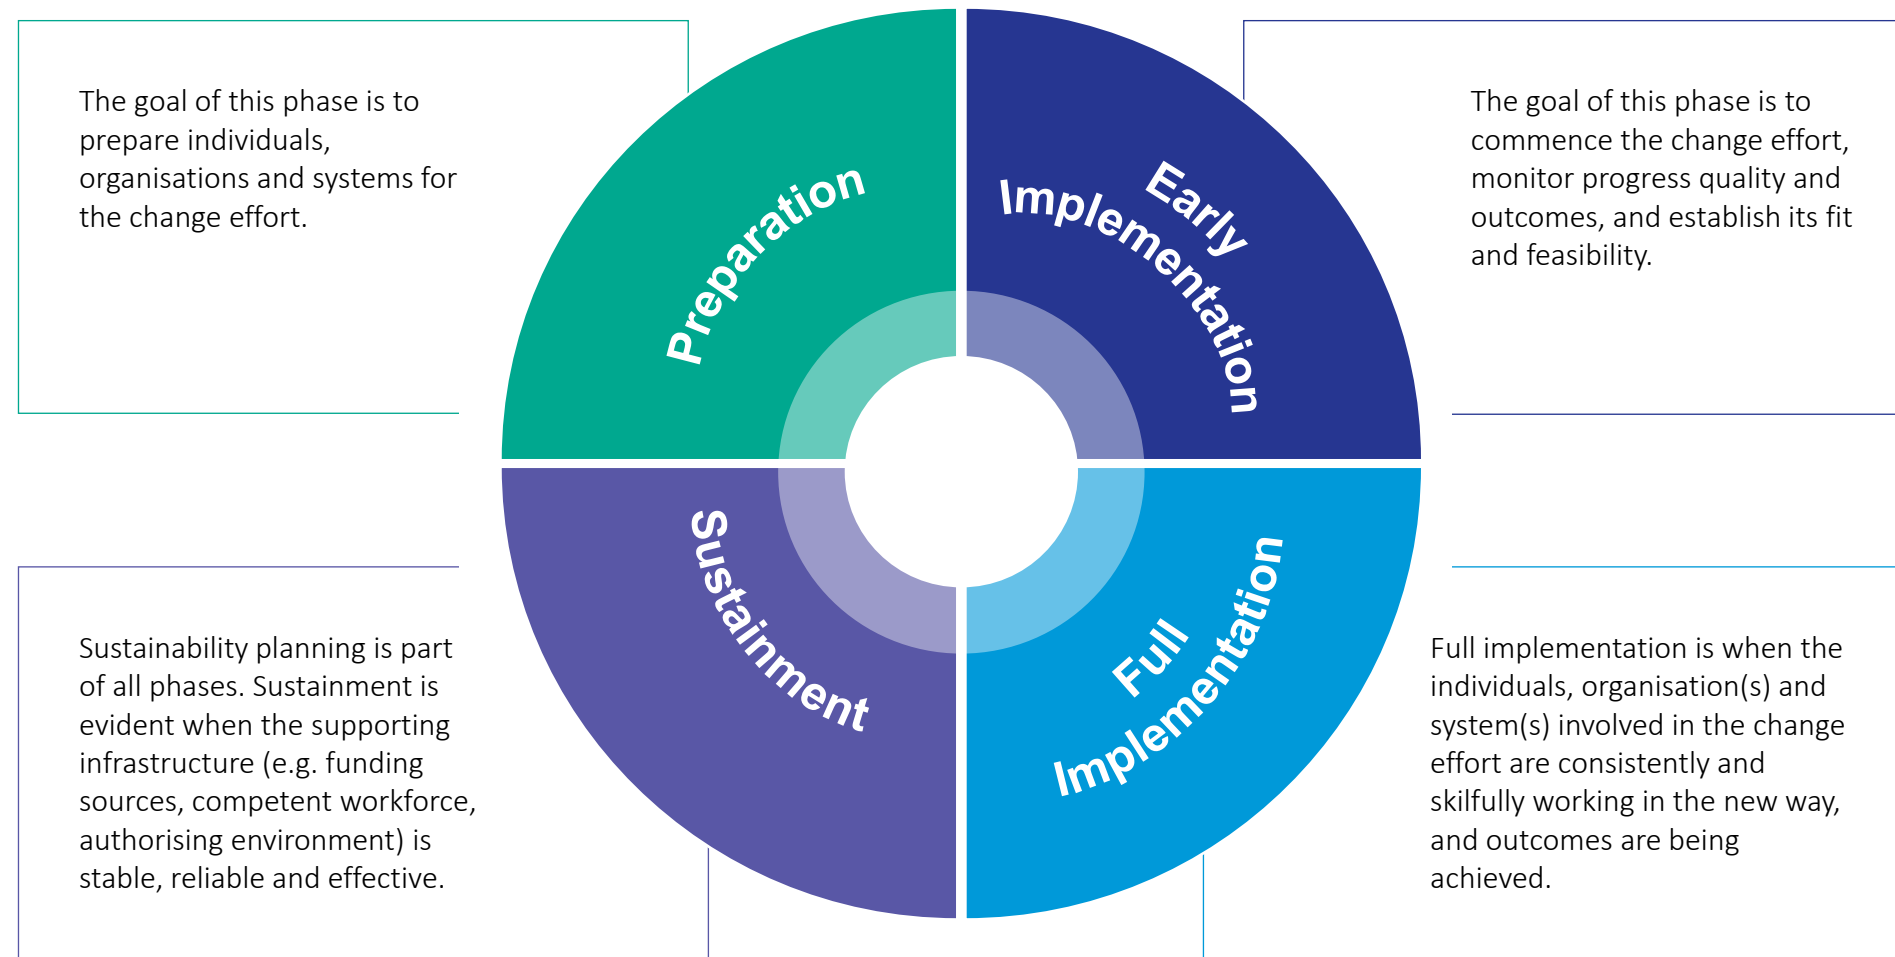 The goal of this phase is to
prepare individuals,
organisations and systems for
the change effort.
Preparation
Early
Implementation
The goal of this phase is to
commence the change effort,
monitor progress quality and
outcomes, and establish its fit
and feasibility.
Sustainability planning is part
of all phases. Sustainment is
evident when the supporting
infrastructure (e.g. funding
sources, competent workforce,
authorising environment) is
stable, reliable and effective.
Sustainment
Full
Implementation
Full implementation is when the
individuals, organisation(s) and
system(s) involved in the change
effort are consistently and
skilfully working in the new way,
and outcomes are being
achieved.